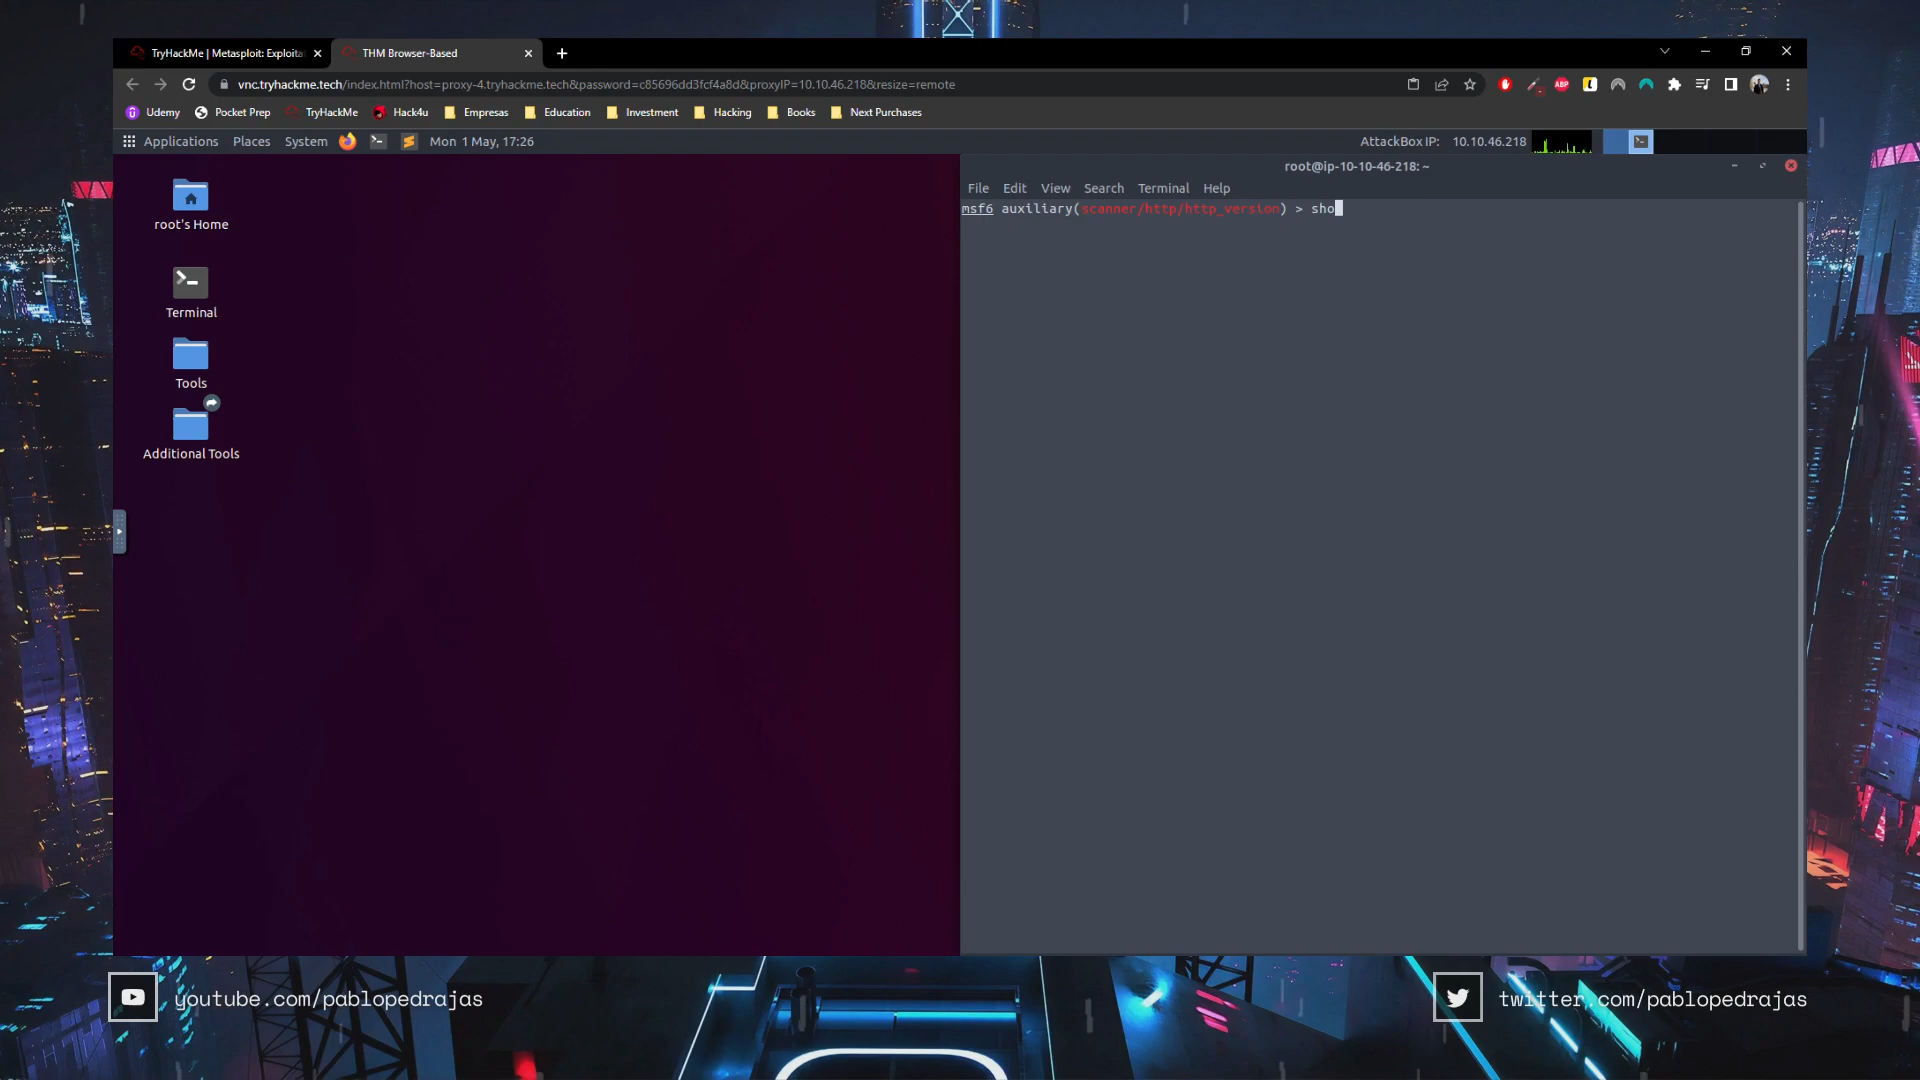 TryHackMe | Metasploit: Exploita
THM Browser-Based
vnc.tryhackme.tech/index.html?host=proxy-4.tryhackme.tech&password=c85696dd3fcf4a8d&proxyIP=10.10.46.218&resize=remote
ABP
Udemy
Pocket Prep
TryHackMe
Hack4u
Empresas
Education
Investment
Hacking
Books
Next Purchases
Applications Places System
Mon 1 May, 17:26
AttackBox IP: 10.10.46.218
root's Home
Terminal
Tools
Additional Tools
root@ip-10-10-46-218: ~
File Edit View Search Terminal Help
msf6 auxiliary(scanner/http/http_version) > sho
youtube.com/pablopedrajas
twitter.com/pablopedrajas